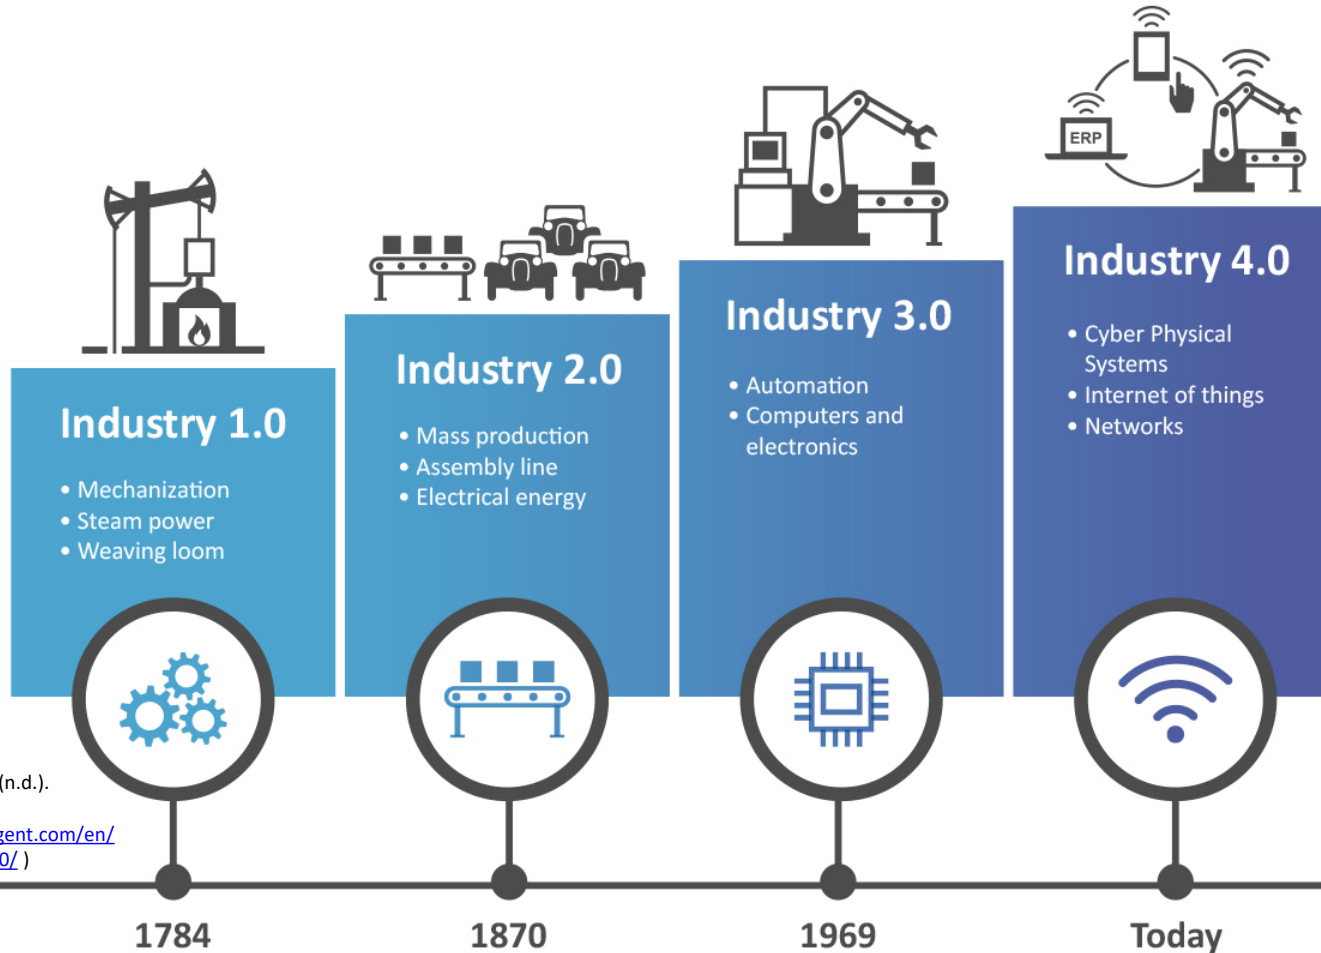 ERP
Industry 1.0
• Mechanization
• Steam power
• Weaving loom
Industry 2.0
• Mass production
• Assembly line
• Electrical energy
Industry 3.0
• Automation
• Computers and
electronics
Industry 4.0
• Cyber Physical
Systems
• Internet of things
• Networks
(n.d.).
gent.com/en/
0/ )
1784
1870
1969
Today